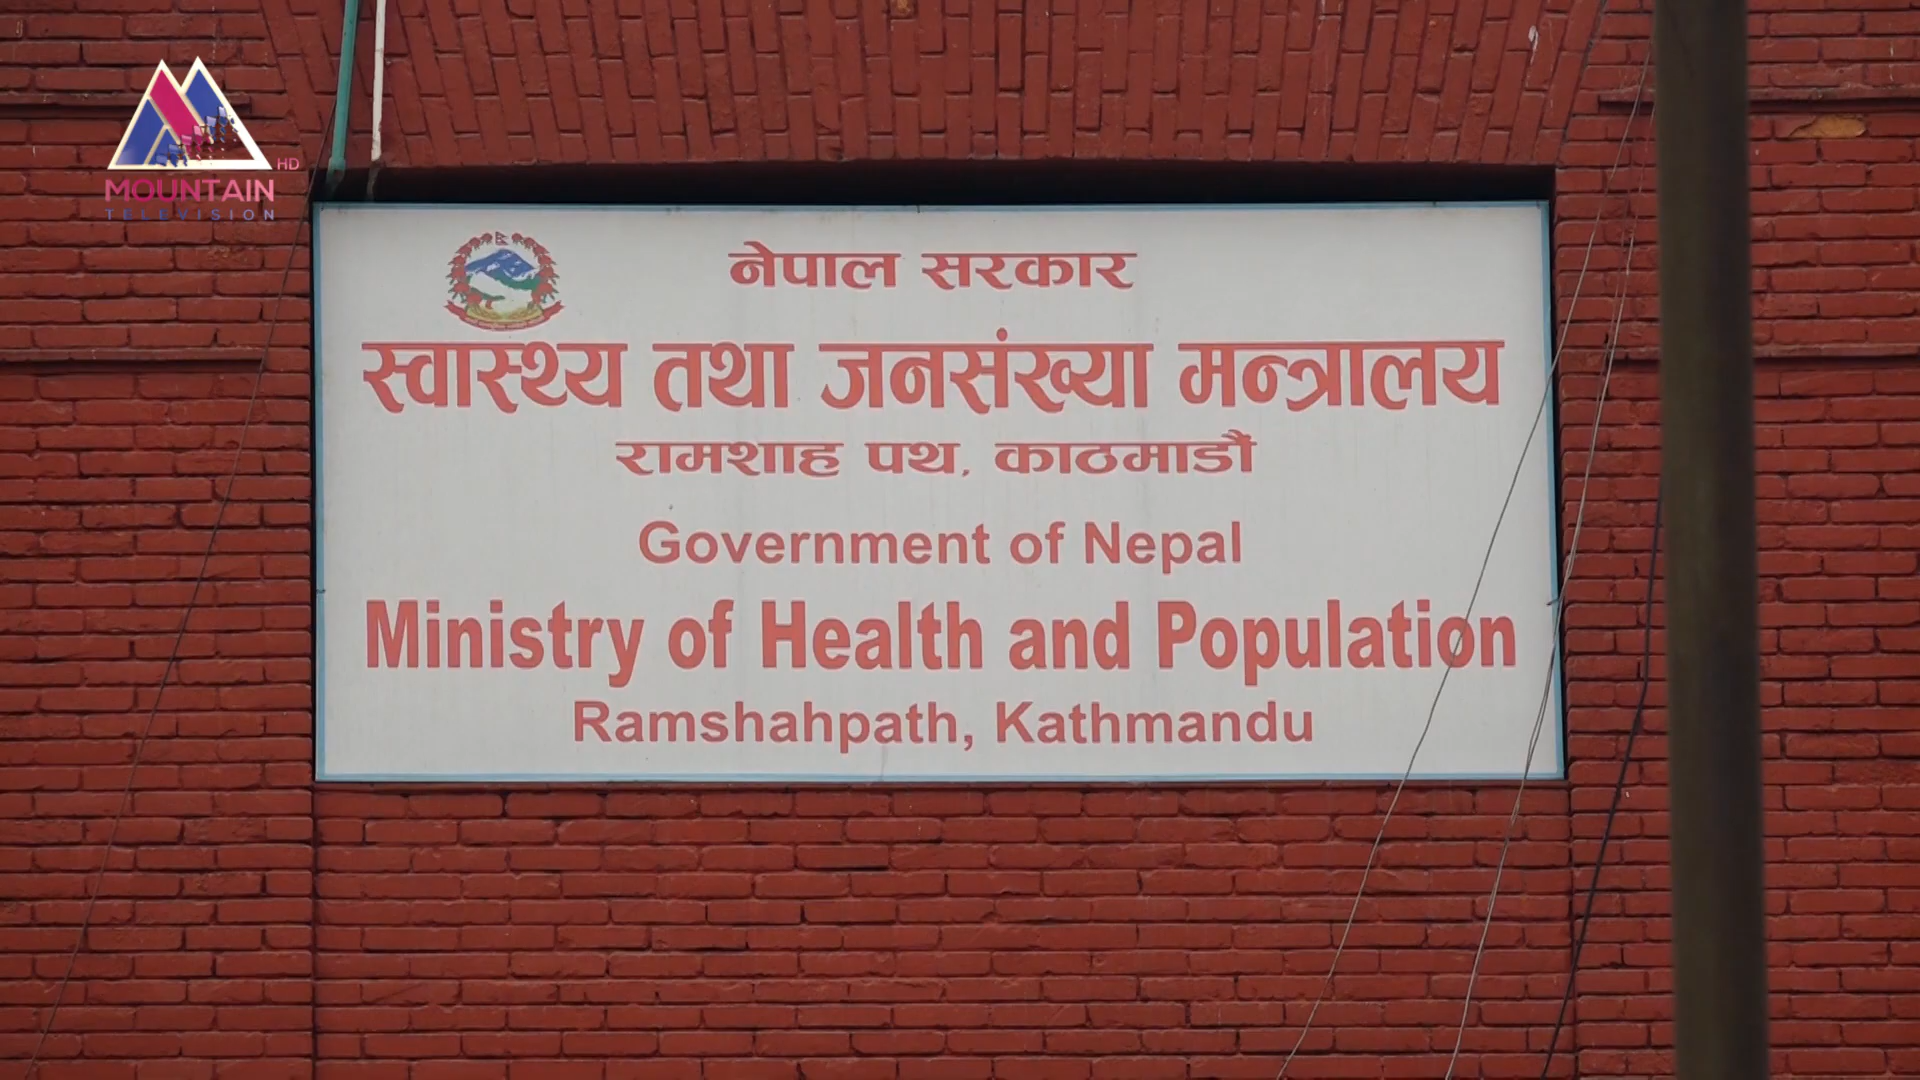 HD
MOUNTAIN
TELEVISION
नेपाल सरकार
स्वास्थ्य तथा जनसंख्या मन्त्रालय
रामशाह पथ, काठमाडौं
Government of Nepal
Ministry of Health and Population
Ramshahpath, Kathmandu